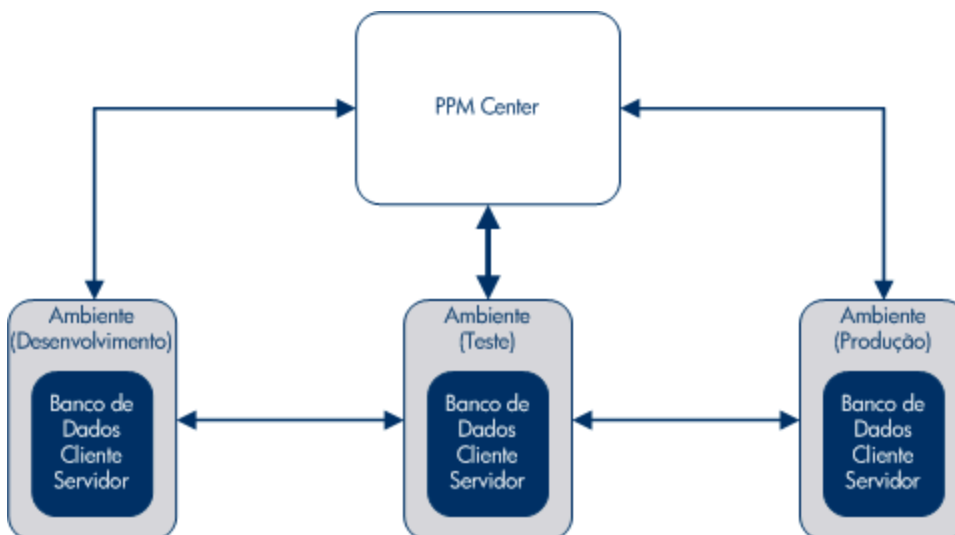 PPM Center
Ambiente
(Desenvolvimento)
Banco de
Dados
Cliente
Servidor
Ambiente
(Teste)
Banco de
Dados
Cliente
Servidor
Ambiente
(Produção)
Banco de
Dados
Cliente
Servidor